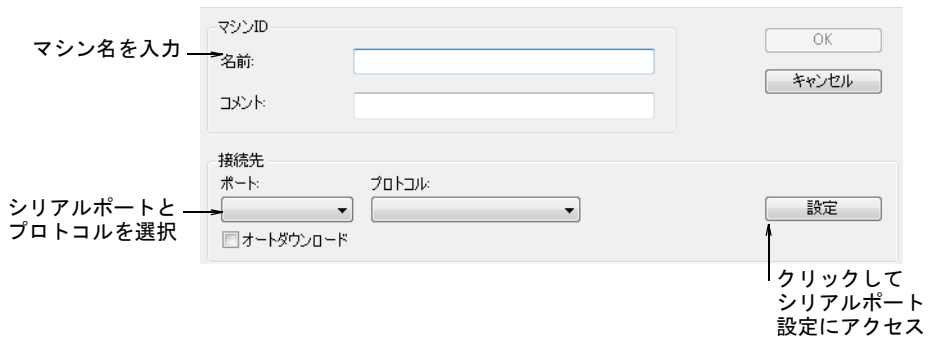 マシンID
マシン名を入力
名前:
OK
キャンセル
コメント:
接続先
ポート:
プロトコル:
シリアルポートと
プロトコルを選択
設定
オートダウンロード
クリックして
シリアルポート
設定にアクセス